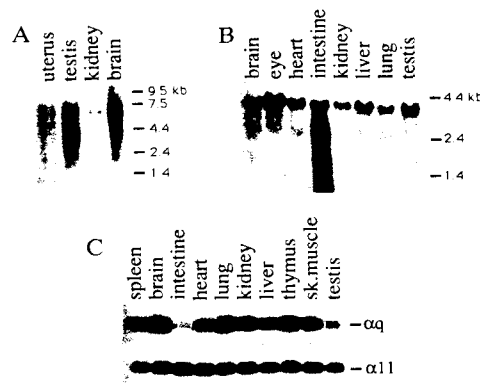 A
uterus
testis
kidney
brain
– 9.5 kb
– 7.5
– 4.4
– 2.4
– 1.4
B
brain
eye
heart
intestine
kidney
liver
lung
testis
– 4.4 kb
– 2.4
– 1.4
C
spleen
brain
intestine
heart
lung
kidney
liver
thymus
sk.muscle
testis
–αq
–α11